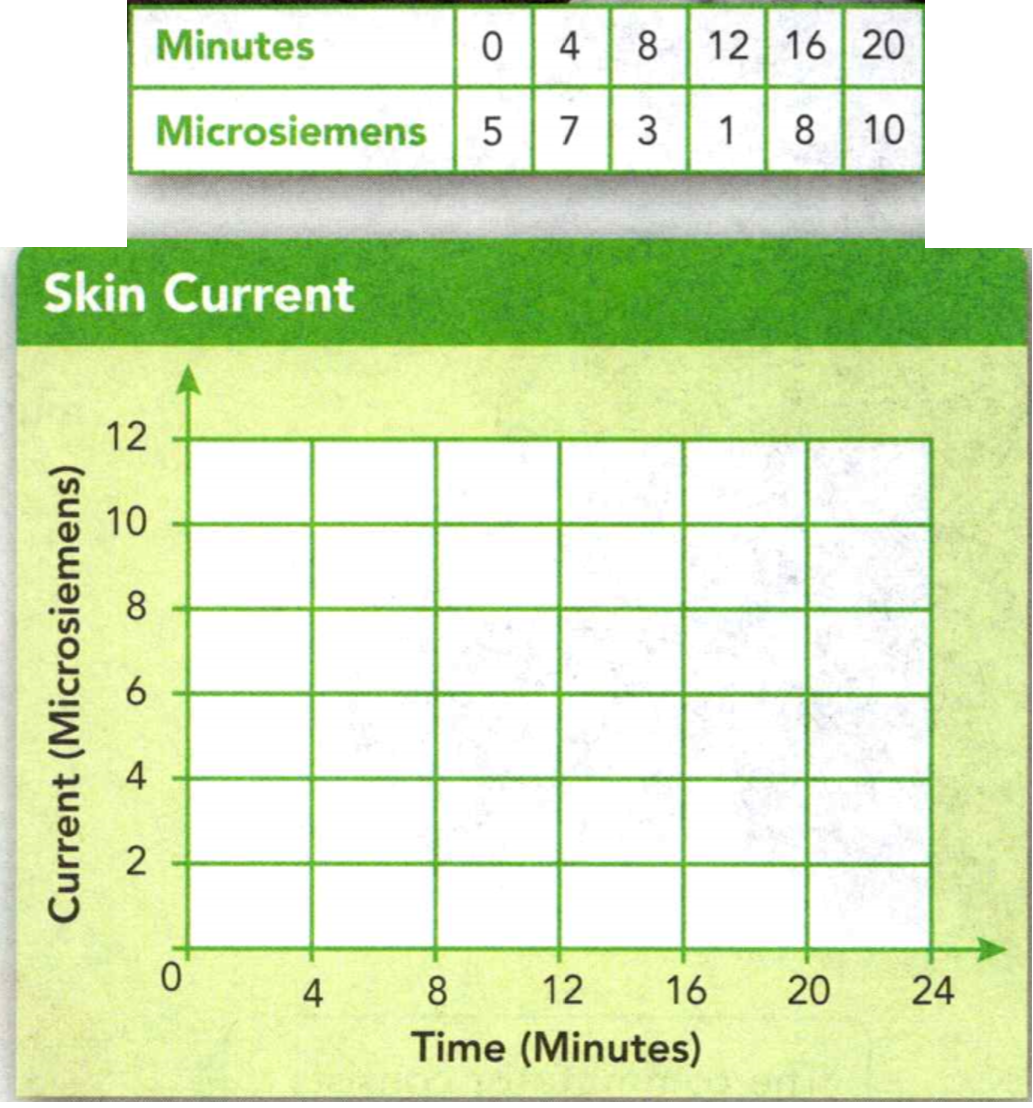 Minutes 0 4 8 12 16 20
Microsiemens 5 7 3 1 8 10
Skin Current
Current (Microsiemens)
12
10
8
6
4
2
0 4 8 12 16 20 24
Time (Minutes)